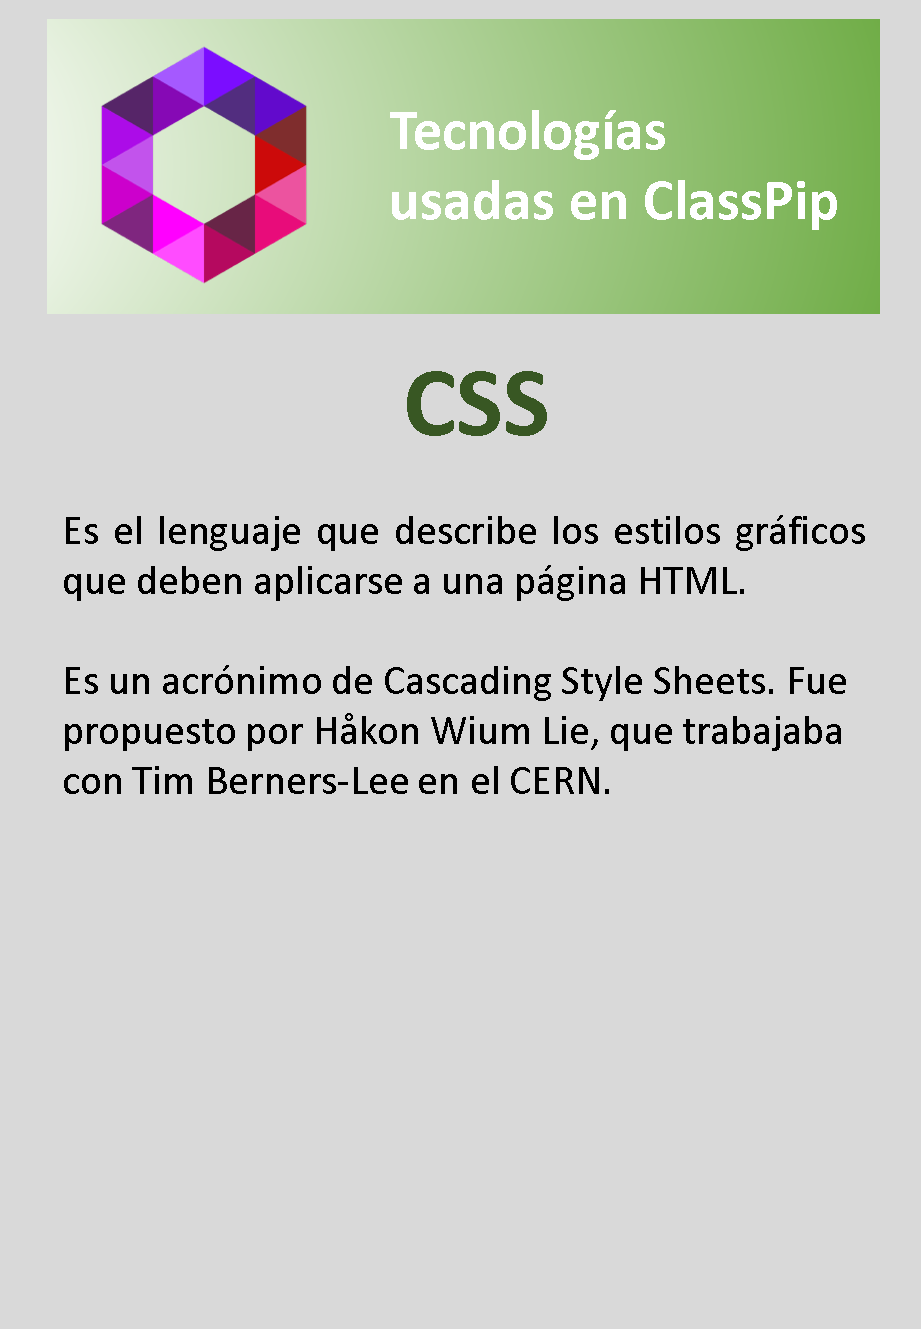 Tecnologías
usadas en ClassPip
CSS
Es el lenguaje que describe los estilos gráficos
que deben aplicarse a una página HTML.
Es un acrónimo de Cascading Style Sheets. Fue
propuesto por Håkon Wium Lie, que trabajaba
con Tim Berners-Lee en el CERN.